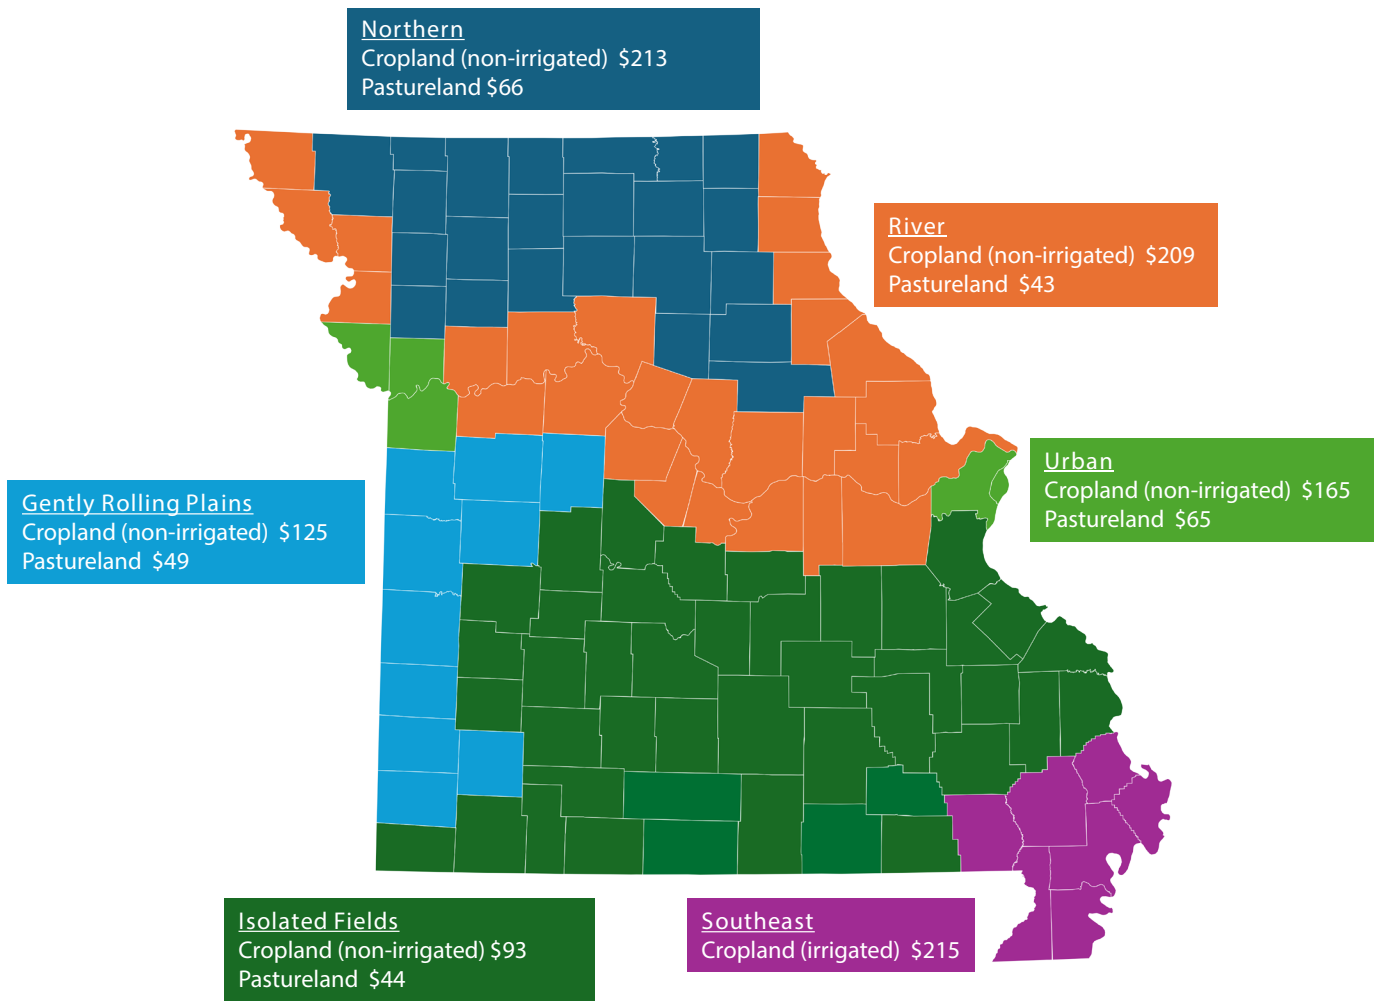 Northern
Cropland (non-irrigated)  $213
Pastureland $66
River
Cropland (non-irrigated)  $209
Pastureland  $43
Urban
Cropland (non-irrigated)  $165
Pastureland  $65
Gently Rolling Plains
Cropland (non-irrigated)  $125
Pastureland  $49
Isolated Fields
Cropland (non-irrigated) $93
Pastureland  $44
Southeast
Cropland (irrigated)  $215